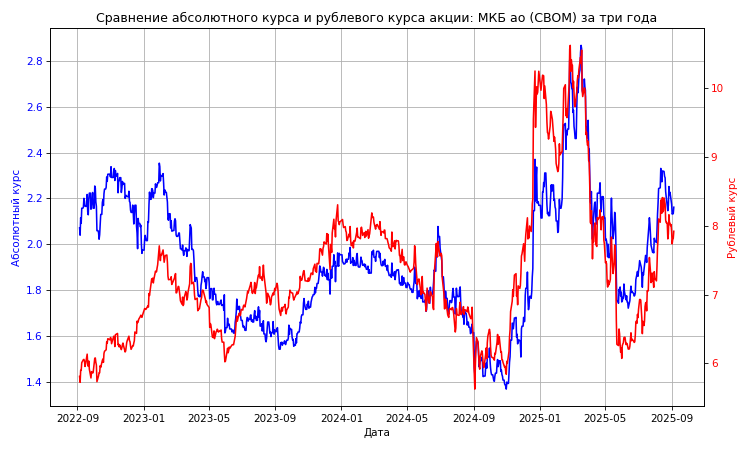 Сравнение абсолютного курса и рублевого курса акции: МКБ ао (CBOM) за три года
Абсолютный курс
2.8
2.6
2.4
2.2
2.0
1.8
1.6
1.4
10
9
8
7
6
Рублевый курс
2022-09 2023-01 2023-05 2023-09 2024-01 2024-05 2024-09 2025-01 2025-05 2025-09
Дата